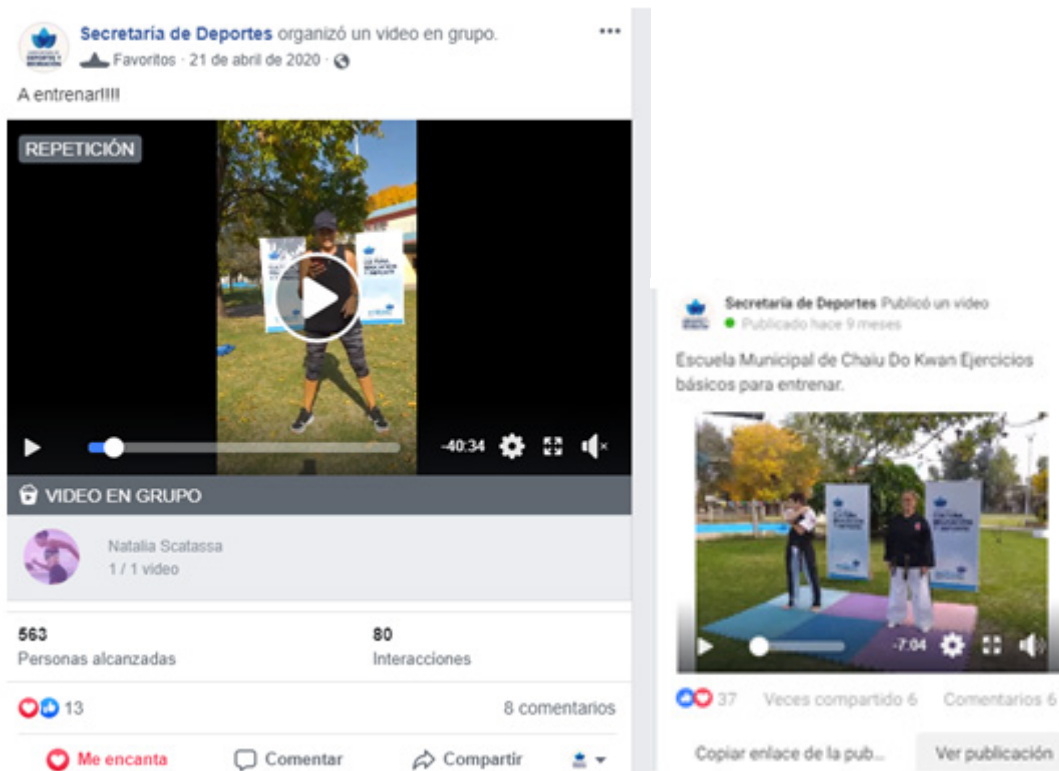 Secretaría de Deportes organizó un video en grupo.
Favoritos · 21 de abril de 2020 ·
A entrenar!!!!
REPETICIÓN
-40:34
VIDEO EN GRUPO
Natalia Scatassa
1 / 1 video
563
Personas alcanzadas
80
Interacciones
13
8 comentarios
Me encanta
Comentar
Compartir
Secretaría de Deportes Publicó un video
Publicado hace 9 meses
Escuela Municipal de Chaiu Do Kwan Ejercicios
básicos para entrenar.
-7:04
37
Veces compartido 6
Comentarios 6
Copiar enlace de la pub...
Ver publicación